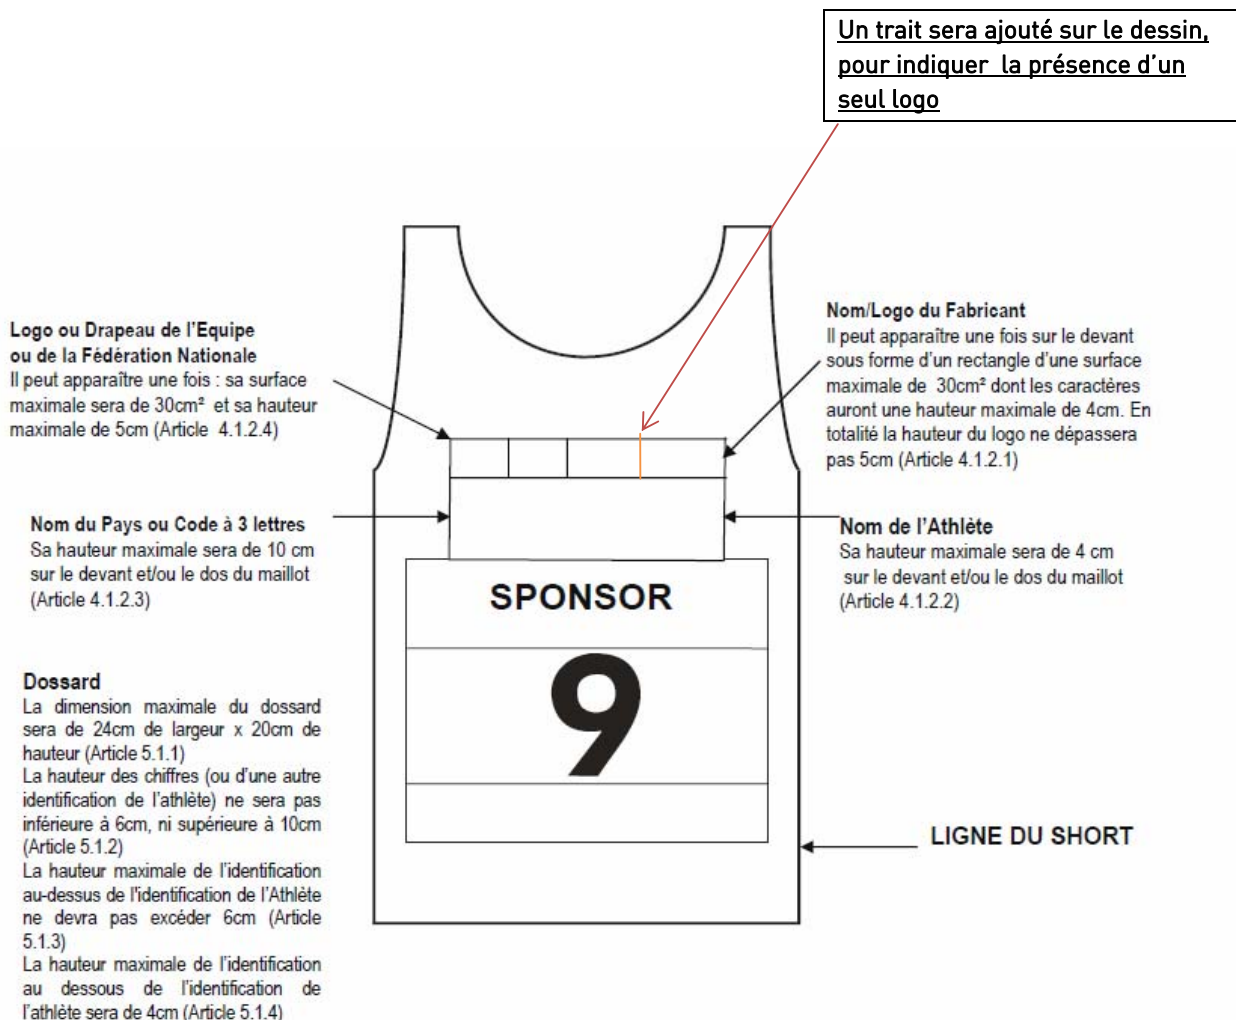 Un trait sera ajouté sur le dessin,
pour indiquer la présence d'un
seul logo
Logo ou Drapeau de l'Equipe
ou de la Fédération Nationale
Il peut apparaître une fois : sa surface
maximale sera de 30cm² et sa hauteur
maximale de 5cm (Article 4.1.2.4)
Nom/Logo du Fabricant
Il peut apparaître une fois sur le devant
sous forme d'un rectangle d'une surface
maximale de 30cm² dont les caractères
auront une hauteur maximale de 4cm. En
totalité la hauteur du logo ne dépassera
pas 5cm (Article 4.1.2.1)
Nom du Pays ou Code à 3 lettres
Sa hauteur maximale sera de 10 cm
sur le devant et/ou le dos du maillot
(Article 4.1.2.3)
Nom de l'Athlète
Sa hauteur maximale sera de 4 cm
sur le devant et/ou le dos du maillot
(Article 4.1.2.2)
SPONSOR
9
Dossard
La dimension maximale du dossard
sera de 24cm de largeur x 20cm de
hauteur (Article 5.1.1)
La hauteur des chiffres (ou d'une autre
identification de l'athlète) ne sera pas
inférieure à 6cm, ni supérieure à 10cm
(Article 5.1.2)
La hauteur maximale de l'identification
au-dessus de l'identification de l'Athlète
ne devra pas excéder 6cm (Article
5.1.3)
La hauteur maximale de l'identification
au dessous de l'identification de
l'athlète sera de 4cm (Article 5.1.4)
LIGNE DU SHORT